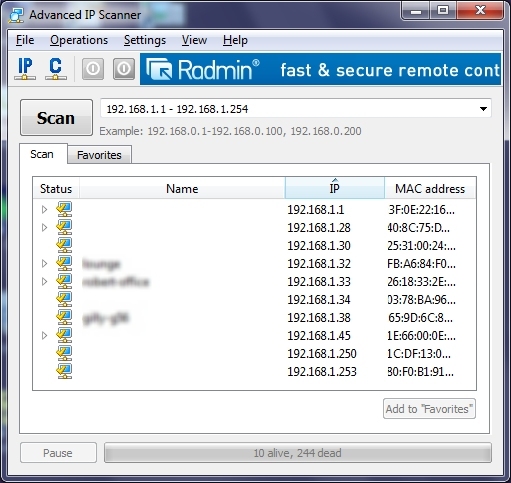 Advanced IP Scanner
File Operations Settings View Help
IP C Radmin® fast & secure remote cont
Scan 192.168.1.1 - 192.168.1.254
Example: 192.168.0.1-192.168.0.100, 192.168.0.200
Scan Favorites
Status Name IP MAC address
192.168.1.1 3F:0E:22:16...
192.168.1.28 40:8C:75:D...
192.168.1.30 25:31:00:24:...
lounge 192.168.1.32 FB:A6:84:F0...
robert-office 192.168.1.33 26:18:33:2E:...
192.168.1.34 03:78:BA:96...
192.168.1.38 65:9D:6C:8...
192.168.1.45 1E:66:00:0E:...
192.168.1.250 1C:DF:13:0...
192.168.1.253 80:F0:B1:91...
Add to "Favorites"
Pause 10 alive, 244 dead